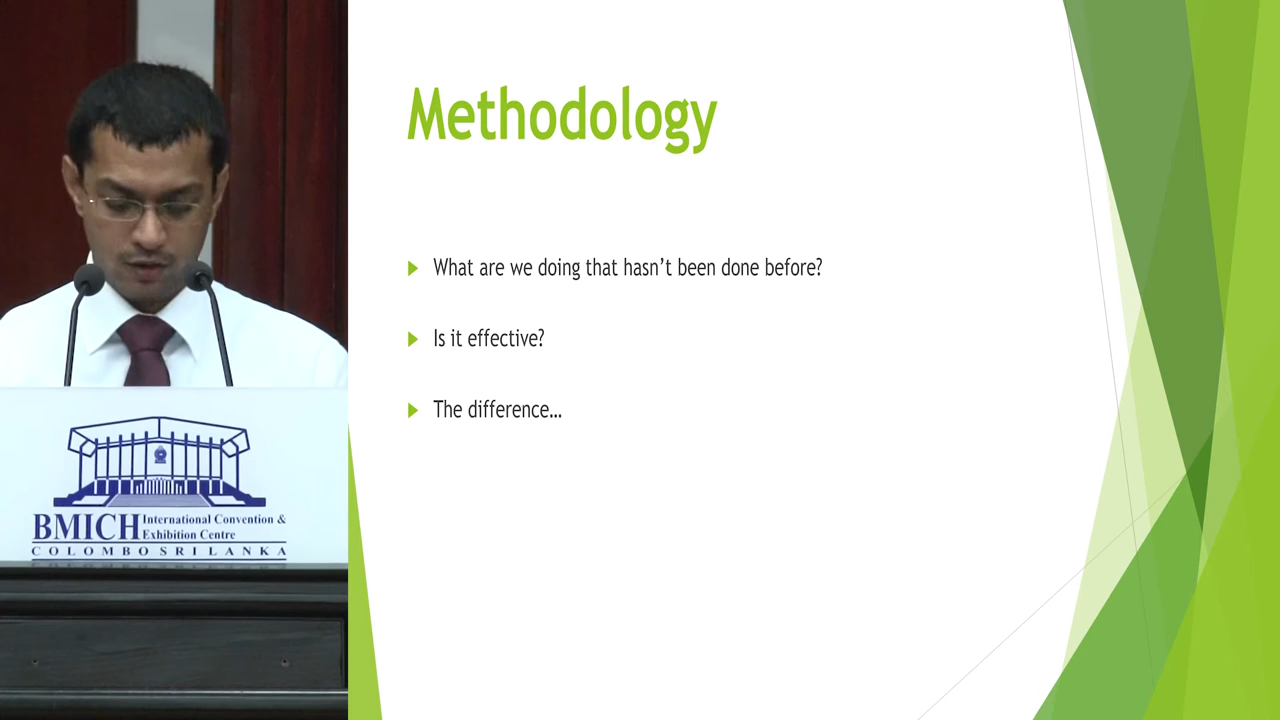 Methodology
What are we doing that hasn't been done before?
Is it effective?
The difference...
BMICH
International Convention &
Exhibition Centre
COLOMBO SRI LANKA